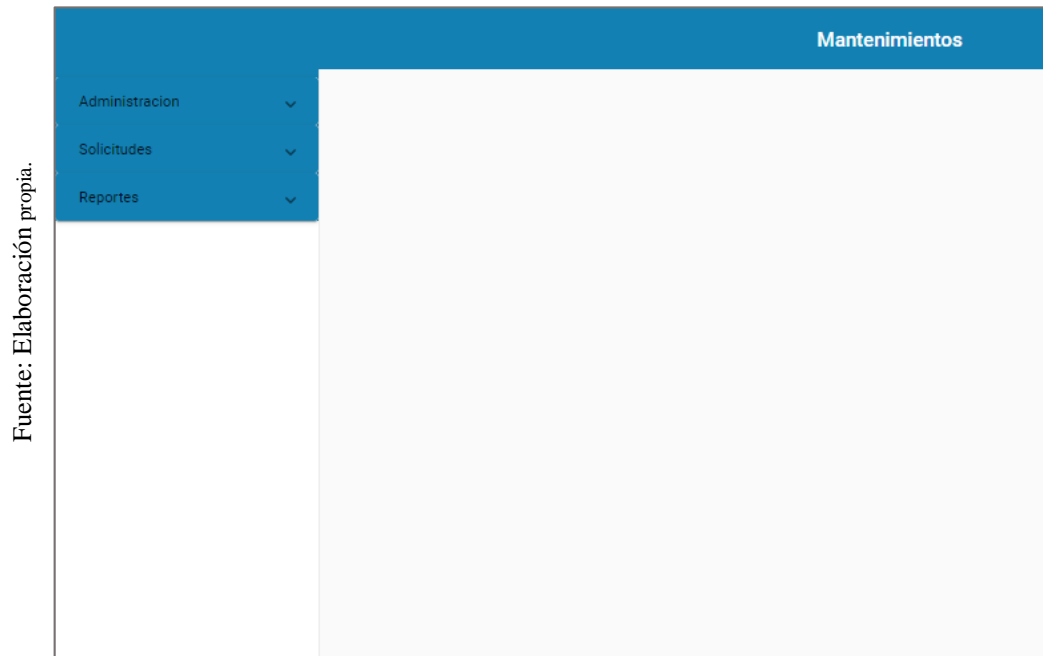 Mantenimientos
Administracion
Solicitudes
Reportes
Fuente: Elaboración propia.